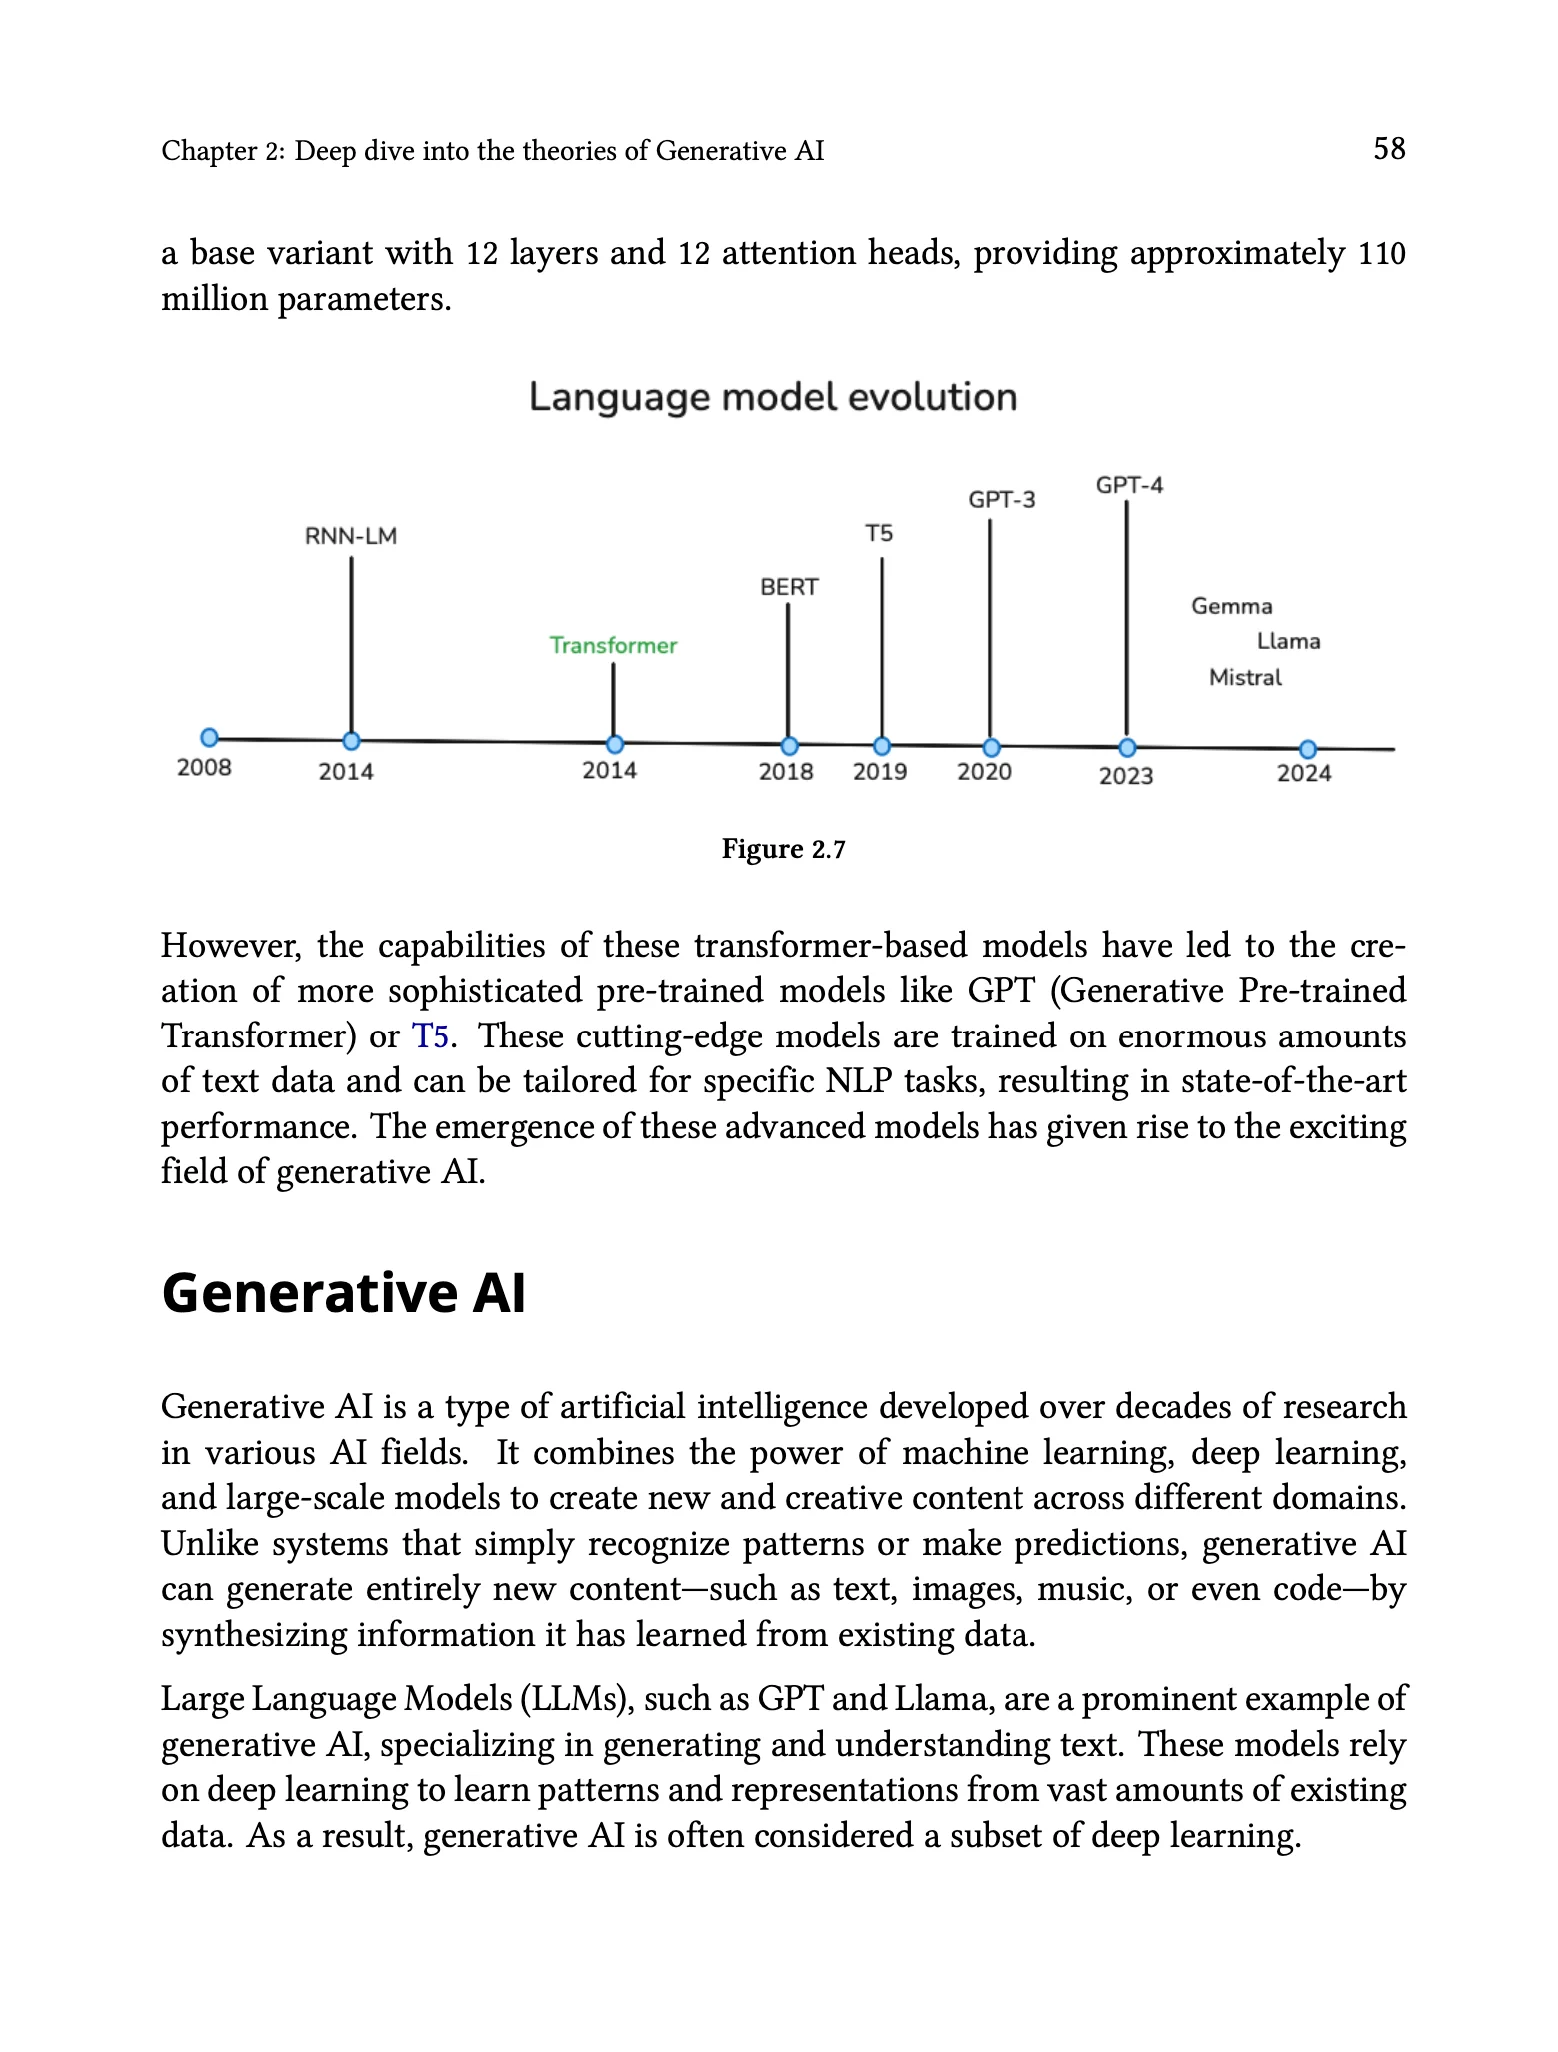 Chapter 2: Deep dive into the theories of Generative AI 58
a base variant with 12 layers and 12 attention heads, providing approximately 110
million parameters.
Language model evolution
GPT-4
GPT-3
RNN-LM
T5
BERT
Gemma
Transformer
Llama
Mistral
2008 2014 2014 2018 2019 2020 2023 2024
Figure 2.7
However, the capabilities of these transformer-based models have led to the cre-
ation of more sophisticated pre-trained models like GPT (Generative Pre-trained
Transformer) or T5. These cutting-edge models are trained on enormous amounts
of text data and can be tailored for specific NLP tasks, resulting in state-of-the-art
performance. The emergence of these advanced models has given rise to the exciting
field of generative AI.
Generative AI
Generative AI is a type of artificial intelligence developed over decades of research
in various AI fields. It combines the power of machine learning, deep learning,
and large-scale models to create new and creative content across different domains.
Unlike systems that simply recognize patterns or make predictions, generative AI
can generate entirely new content—such as text, images, music, or even code—by
synthesizing information it has learned from existing data.
Large Language Models (LLMs), such as GPT and Llama, are a prominent example of
generative AI, specializing in generating and understanding text. These models rely
on deep learning to learn patterns and representations from vast amounts of existing
data. As a result, generative AI is often considered a subset of deep learning.